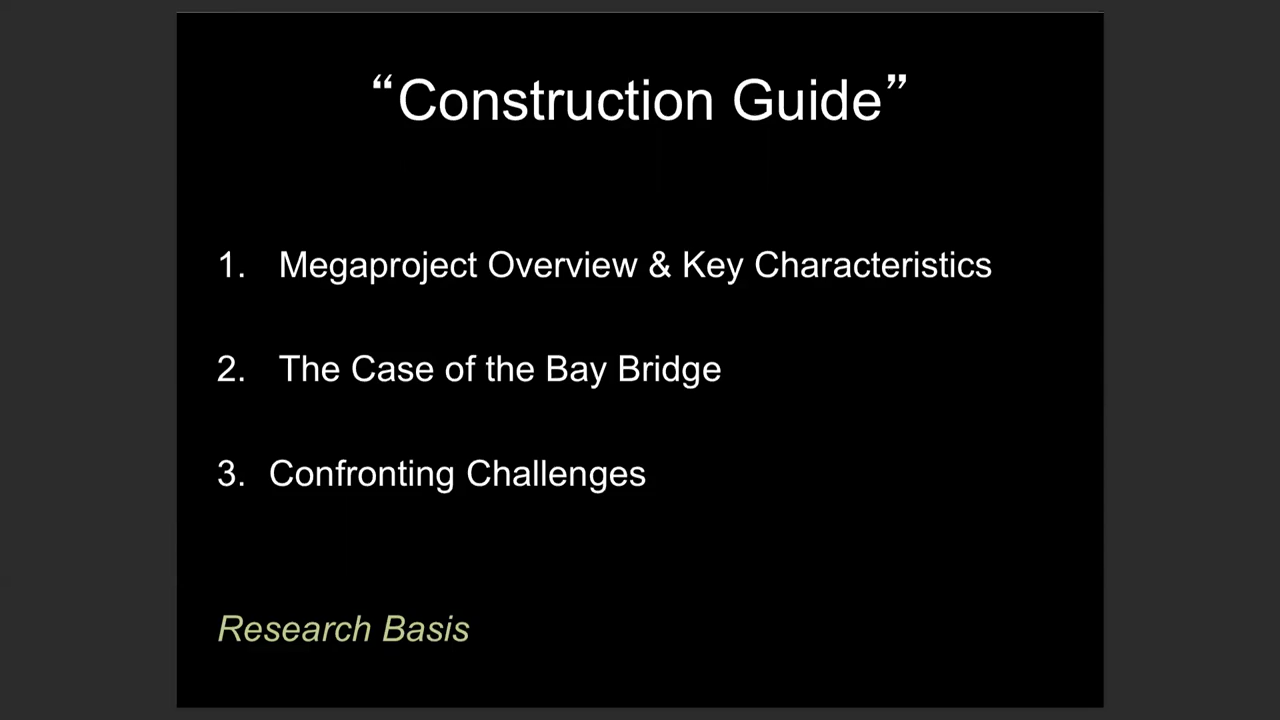 “Construction Guide”
1. Megaproject Overview & Key Characteristics
2. The Case of the Bay Bridge
3. Confronting Challenges
Research Basis